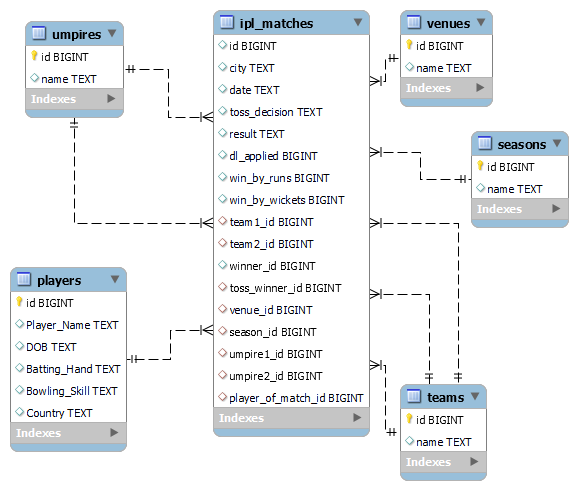 umpires
id BIGINT
name TEXT
Indexes
ipl_matches
id BIGINT
city TEXT
date TEXT
toss_decision TEXT
result TEXT
dl_applied BIGINT
win_by_runs BIGINT
win_by_wickets BIGINT
team1_id BIGINT
team2_id BIGINT
winner_id BIGINT
toss_winner_id BIGINT
venue_id BIGINT
season_id BIGINT
umpire1_id BIGINT
umpire2_id BIGINT
player_of_match_id BIGINT
Indexes
venues
id BIGINT
name TEXT
Indexes
seasons
id BIGINT
name TEXT
Indexes
players
id BIGINT
Player_Name TEXT
DOB TEXT
Batting_Hand TEXT
Bowling_Skill TEXT
Country TEXT
Indexes
teams
id BIGINT
name TEXT
Indexes